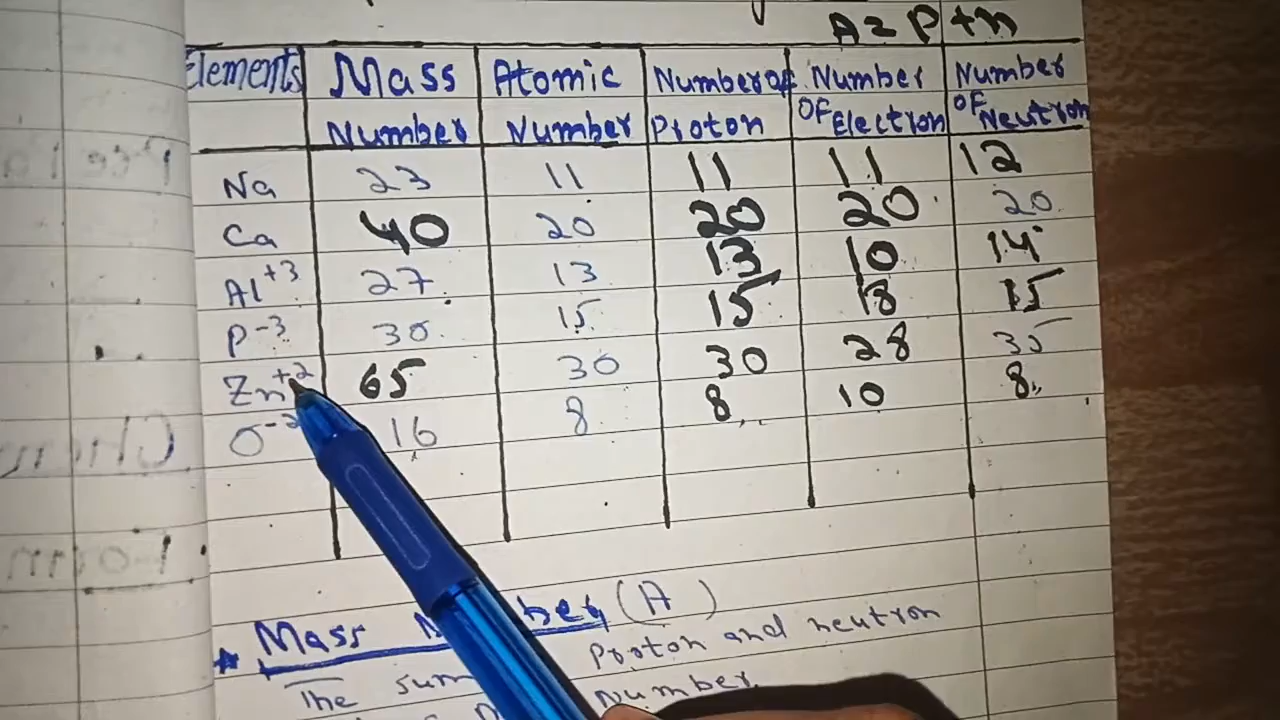 A = P + n
Elements Mass Number Atomic Number Number of Proton Number Of Electron Number of Neutron
Na 23 11 11 11 12
Ca 40 20 20 20 20
Al+3 27 13 13 10 14
P-3 30 15 15 18 15
Zn+2 65 30 30 28 35
O-2 16 8 8 10 8
Mass (A)
The sum Proton and neutron
Number